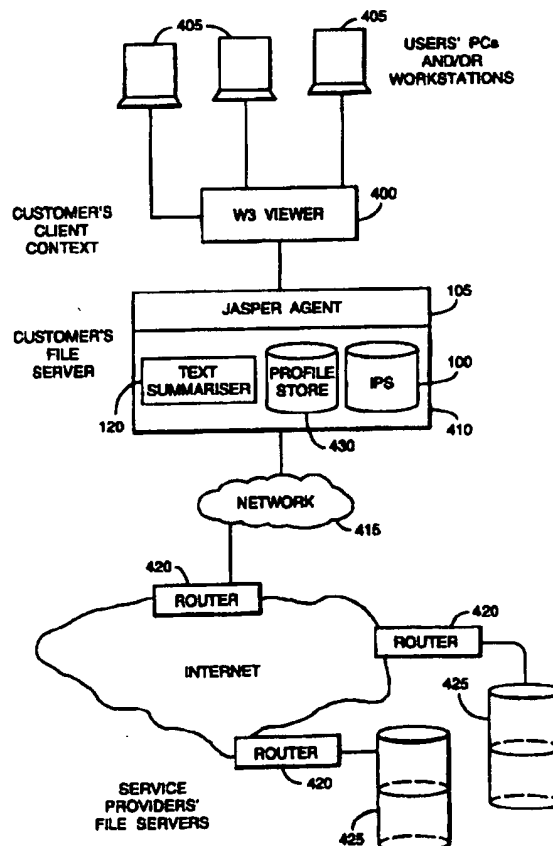 405
405
USERS' PCs
AND/OR
WORKSTATIONS
W3 VIEWER
400
CUSTOMER'S
CLIENT
CONTEXT
JASPER AGENT
105
CUSTOMER'S
FILE
SERVER
TEXT
SUMMARISER
PROFILE
STORE
IPS
100
120
430
410
NETWORK
415
420
ROUTER
420
ROUTER
INTERNET
425
ROUTER
420
SERVICE
PROVIDERS'
FILE SERVERS
425